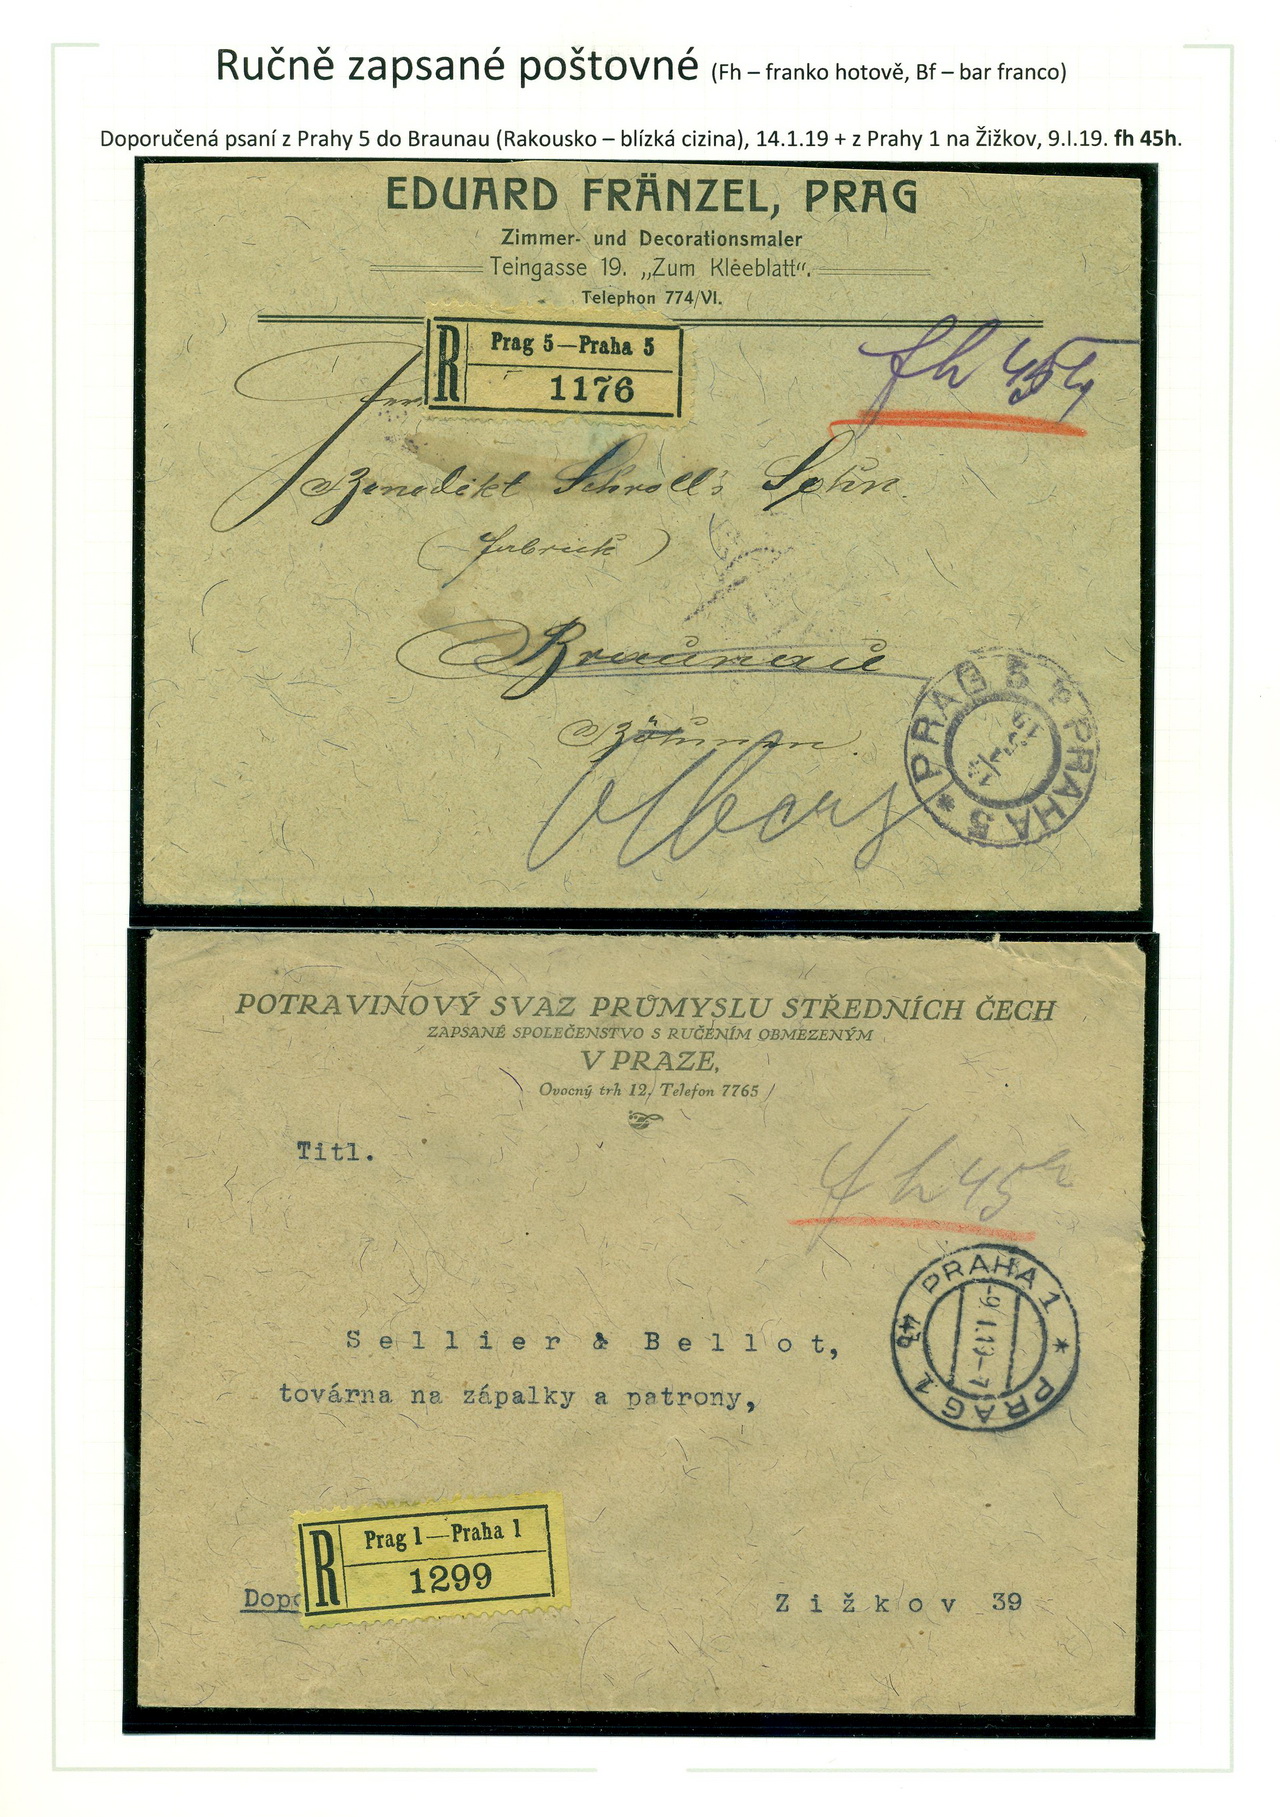 Ručně zapsané poštovné (Fh – franko hotově, Bf – bar franco)
Doporučená psaní z Prahy 5 do Braunau (Rakousko – blízká cizina), 14.1.19 + z Prahy 1 na Žižkov, 9.I.19. fh 45h.
EDUARD FRÄNZEL, PRAG
Zimmer- und Decorationsmaler
Teingasse 19. „Zum Kleeblatt“.
Telephon 774/VI.
R Prag 5—Praha 5
1176
fh 45h
Benedikt Schroll's Sohn
(Fabrick)
Braunau
Böhmen.
PRAG 5 PRAHA 5
POTRAVINOVÝ SVAZ PRŮMYSLU STŘEDNÍCH ČECH
ZAPSANÉ SPOLEČENSTVO S RUČENÍM OBMEZENÝM
V PRAZE,
Ovocný trh 12, Telefon 7765
Titl.
fh 45h
PRAHA 1 * PRAG 1
9/I.19
Sellier & Bellot,
továrna na zápalky a patrony,
R Prag 1—Praha 1
1299
Dopo
Zižkov 39